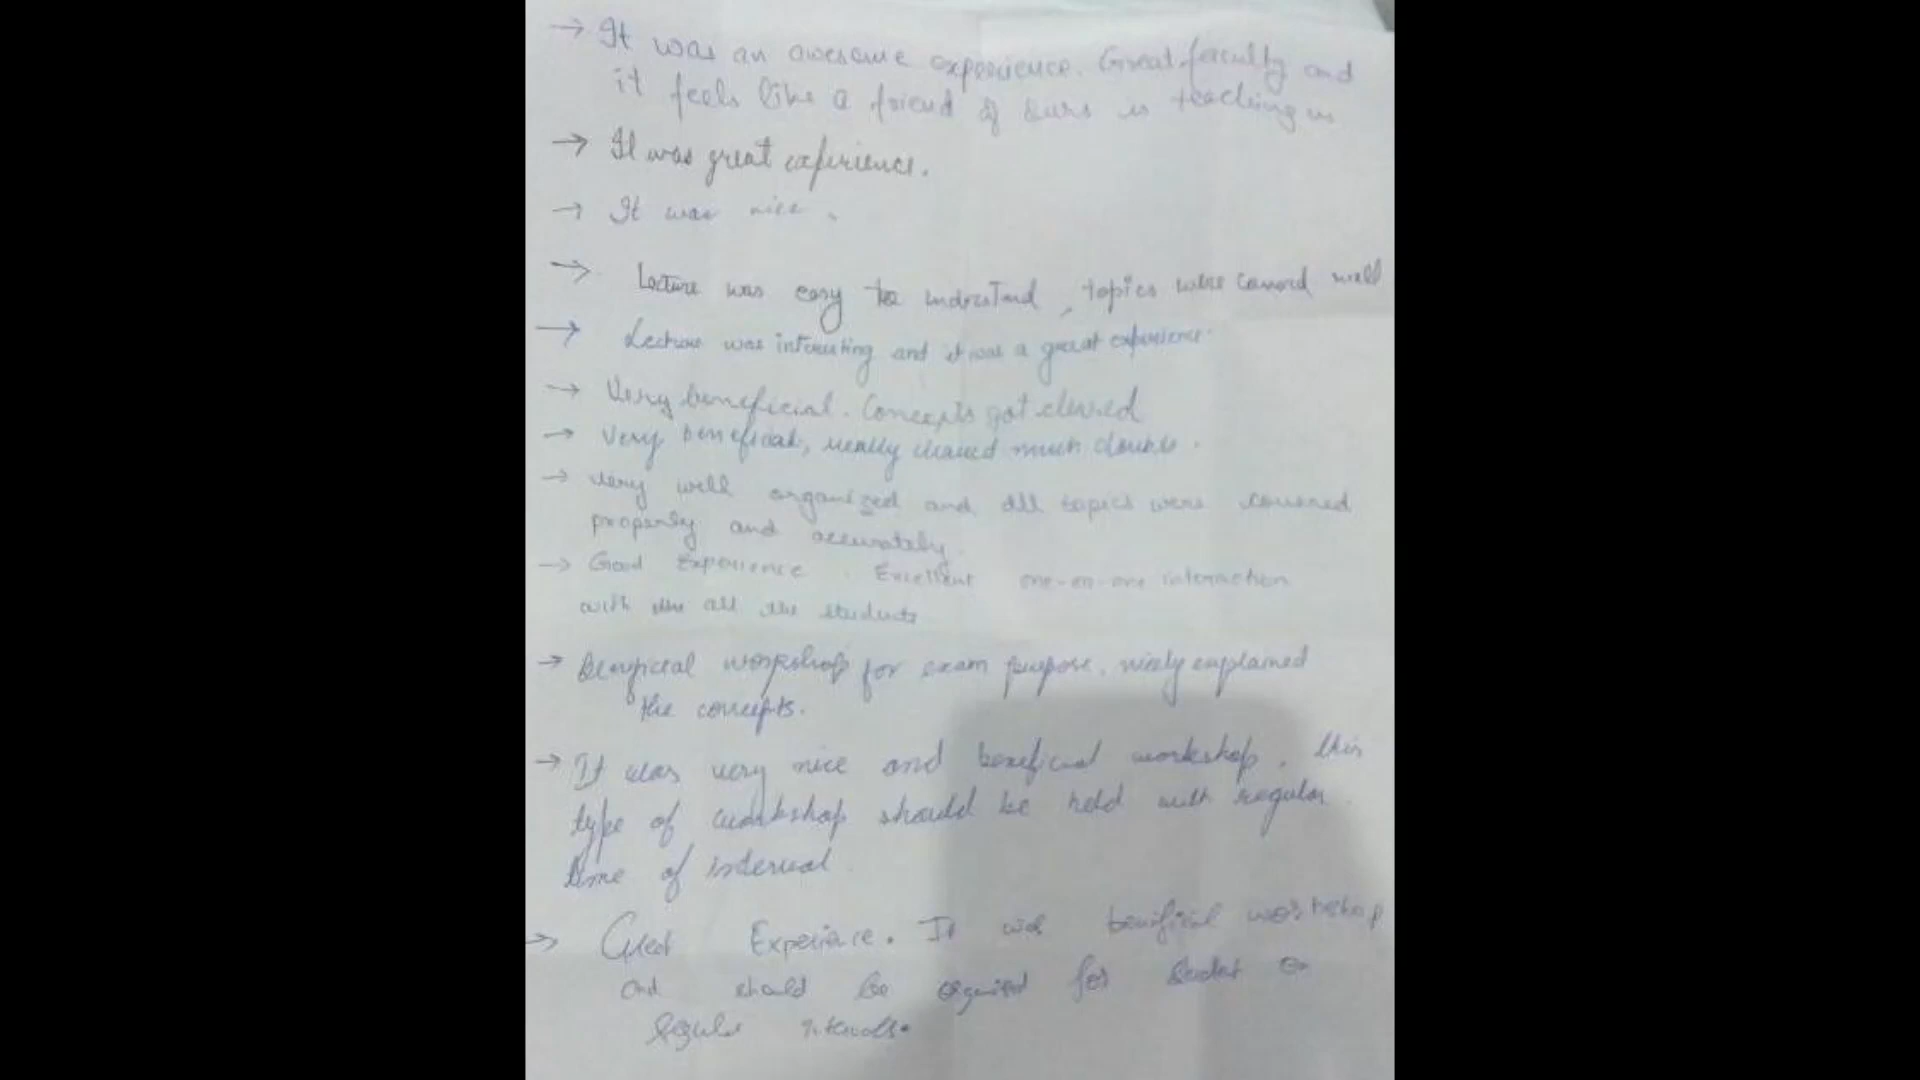 → It was an awesome experience. Great faculty and
it feels like a friend of ours is teaching us
→ It was great experience.
→ It was nice.
→ Lecture was easy to understand, topics were covered well
→ Lecture was interesting and it was a great experience.
→ Very beneficial. Concepts got cleared
→ Very beneficial, really cleared much doubts.
→ Very well organized and all topics were covered
properly and accurately.
→ Good Experience. Excellent one-on-one interaction
with the all the students
→ Beneficial workshop for exam purpose. nicely explained
the concepts.
→ It was very nice and beneficial workshop. this
type of workshop should be held with regular
time of interval
→ Great Experience. It was benificial workshop
and should be organised for student on
regular intervals.